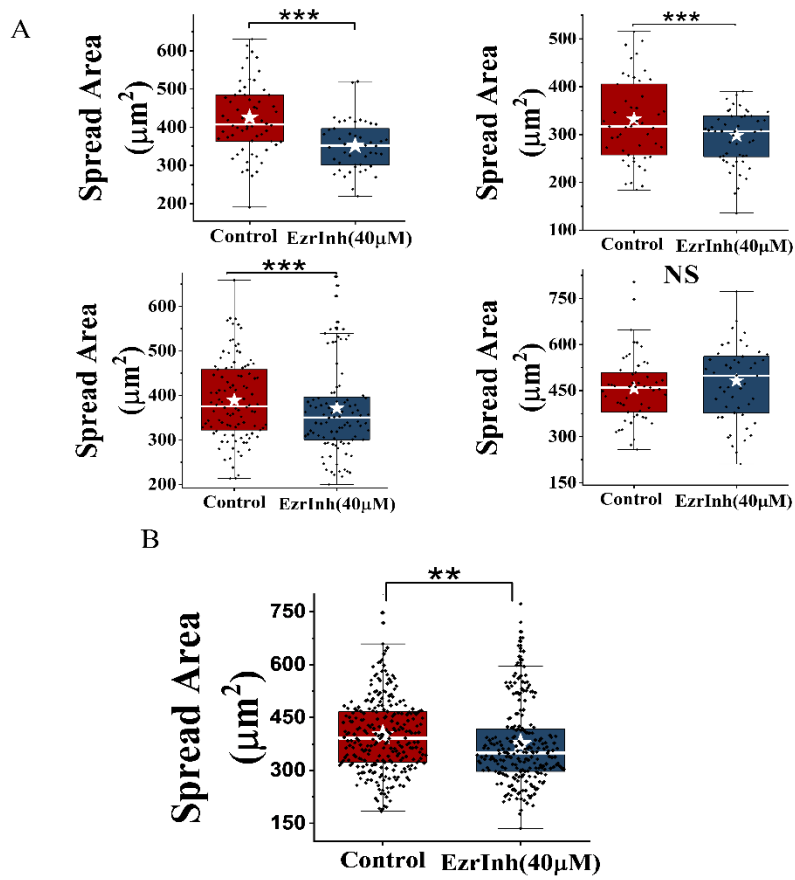 A
***
Spread Area
(μm²)
600
500
400
300
200
Control
EzrInh(40μM)
***
Spread Area
(μm²)
500
400
300
200
100
Control
EzrInh(40μM)
***
Spread Area
(μm²)
600
500
400
300
200
Control
EzrInh(40μM)
NS
Spread Area
(μm²)
750
600
450
300
150
Control
EzrInh(40μM)
B
**
Spread Area
(μm²)
750
600
450
300
150
Control
EzrInh(40μM)